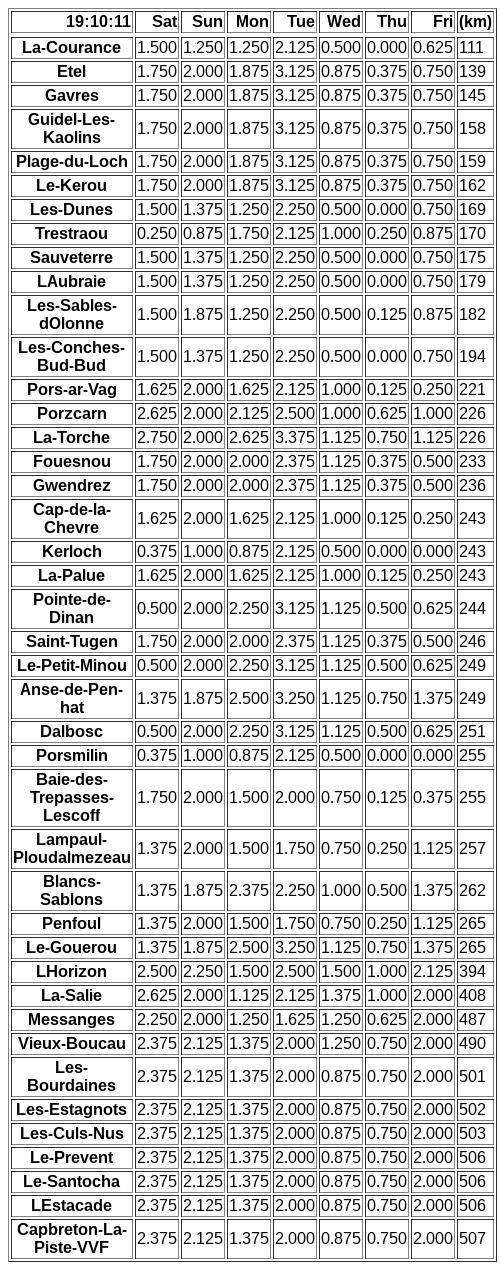 19:10:11 Sat Sun Mon Tue Wed Thu Fri (km)
La-Courance 1.500 1.250 1.250 2.125 0.500 0.000 0.625 111
Etel 1.750 2.000 1.875 3.125 0.875 0.375 0.750 139
Gavres 1.750 2.000 1.875 3.125 0.875 0.375 0.750 145
Guidel-Les-
Kaolins 1.750 2.000 1.875 3.125 0.875 0.375 0.750 158
Plage-du-Loch 1.750 2.000 1.875 3.125 0.875 0.375 0.750 159
Le-Kerou 1.750 2.000 1.875 3.125 0.875 0.375 0.750 162
Les-Dunes 1.500 1.375 1.250 2.250 0.500 0.000 0.750 169
Trestraou 0.250 0.875 1.750 2.125 1.000 0.250 0.875 170
Sauveterre 1.500 1.375 1.250 2.250 0.500 0.000 0.750 175
LAubraie 1.500 1.375 1.250 2.250 0.500 0.000 0.750 179
Les-Sables-
dOlonne 1.500 1.875 1.250 2.250 0.500 0.125 0.875 182
Les-Conches-
Bud-Bud 1.500 1.375 1.250 2.250 0.500 0.000 0.750 194
Pors-ar-Vag 1.625 2.000 1.625 2.125 1.000 0.125 0.250 221
Porzcarn 2.625 2.000 2.125 2.500 1.000 0.625 1.000 226
La-Torche 2.750 2.000 2.625 3.375 1.125 0.750 1.125 226
Fouesnou 1.750 2.000 2.000 2.375 1.125 0.375 0.500 233
Gwendrez 1.750 2.000 2.000 2.375 1.125 0.375 0.500 236
Cap-de-la-
Chevre 1.625 2.000 1.625 2.125 1.000 0.125 0.250 243
Kerloch 0.375 1.000 0.875 2.125 0.500 0.000 0.000 243
La-Palue 1.625 2.000 1.625 2.125 1.000 0.125 0.250 243
Pointe-de-
Dinan 0.500 2.000 2.250 3.125 1.125 0.500 0.625 244
Saint-Tugen 1.750 2.000 2.000 2.375 1.125 0.375 0.500 246
Le-Petit-Minou 0.500 2.000 2.250 3.125 1.125 0.500 0.625 249
Anse-de-Pen-
hat 1.375 1.875 2.500 3.250 1.125 0.750 1.375 249
Dalbosc 0.500 2.000 2.250 3.125 1.125 0.500 0.625 251
Porsmilin 0.375 1.000 0.875 2.125 0.500 0.000 0.000 255
Baie-des-
Trepasses-
Lescoff 1.750 2.000 1.500 2.000 0.750 0.125 0.375 255
Lampaul-
Ploudalmezeau 1.375 2.000 1.500 1.750 0.750 0.250 1.125 257
Blancs-
Sablons 1.375 1.875 2.375 2.250 1.000 0.500 1.375 262
Penfoul 1.375 2.000 1.500 1.750 0.750 0.250 1.125 265
Le-Gouerou 1.375 1.875 2.500 3.250 1.125 0.750 1.375 265
LHorizon 2.500 2.250 1.500 2.500 1.500 1.000 2.125 394
La-Salie 2.625 2.000 1.125 2.125 1.375 1.000 2.000 408
Messanges 2.250 2.000 1.250 1.625 1.250 0.625 2.000 487
Vieux-Boucau 2.375 2.125 1.375 2.000 1.250 0.750 2.000 490
Les-
Bourdaines 2.375 2.125 1.375 2.000 0.875 0.750 2.000 501
Les-Estagnots 2.375 2.125 1.375 2.000 0.875 0.750 2.000 502
Les-Culs-Nus 2.375 2.125 1.375 2.000 0.875 0.750 2.000 503
Le-Prevent 2.375 2.125 1.375 2.000 0.875 0.750 2.000 506
Le-Santocha 2.375 2.125 1.375 2.000 0.875 0.750 2.000 506
LEstacade 2.375 2.125 1.375 2.000 0.875 0.750 2.000 506
Capbreton-La-
Piste-VVF 2.375 2.125 1.375 2.000 0.875 0.750 2.000 507